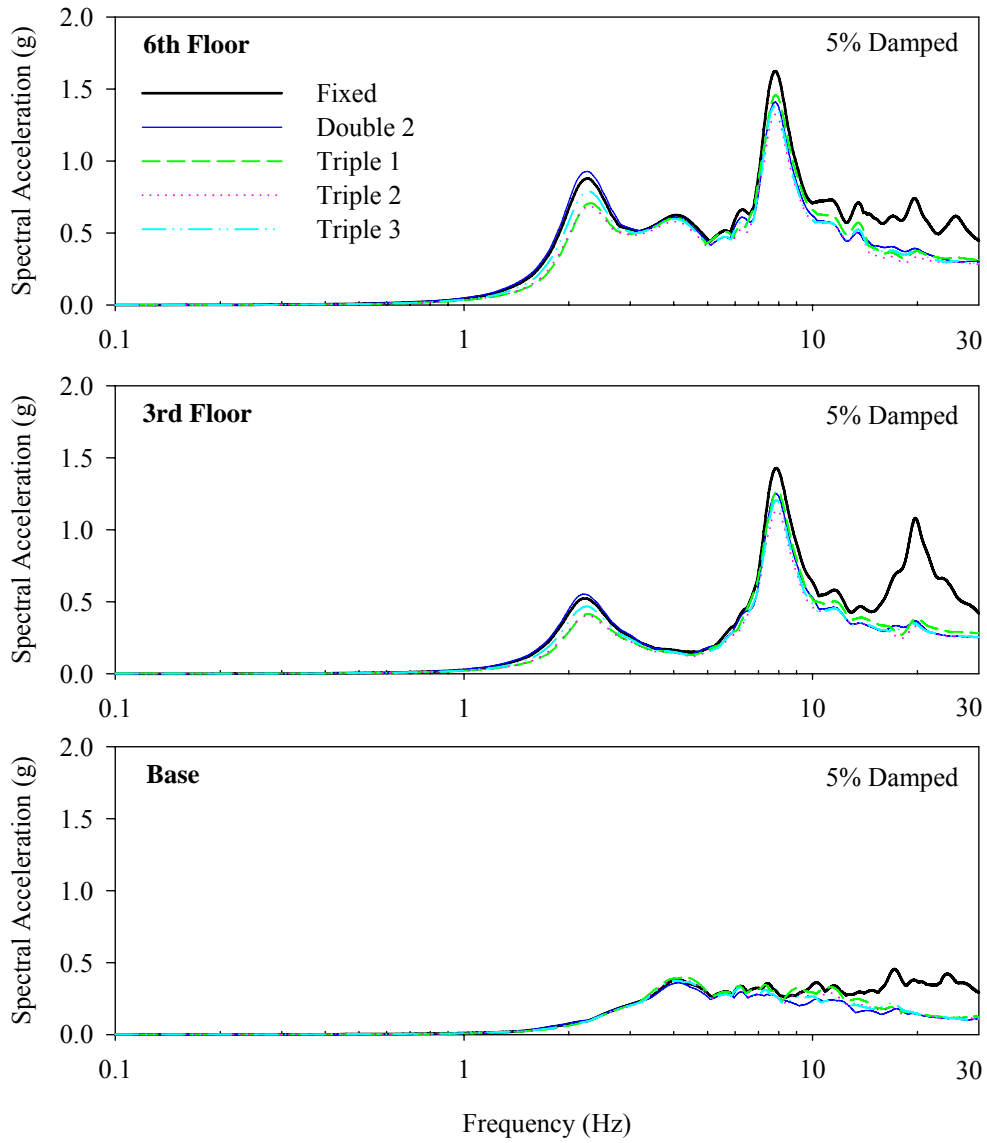 6th Floor
5% Damped
Fixed
Double 2
Triple 1
Triple 2
Triple 3
Spectral Acceleration (g)
2.0
1.5
1.0
0.5
0.0
0.1 1 10 30
3rd Floor
5% Damped
Spectral Acceleration (g)
2.0
1.5
1.0
0.5
0.0
0.1 1 10 30
Base
5% Damped
Spectral Acceleration (g)
2.0
1.5
1.0
0.5
0.0
0.1 1 10 30
Frequency (Hz)